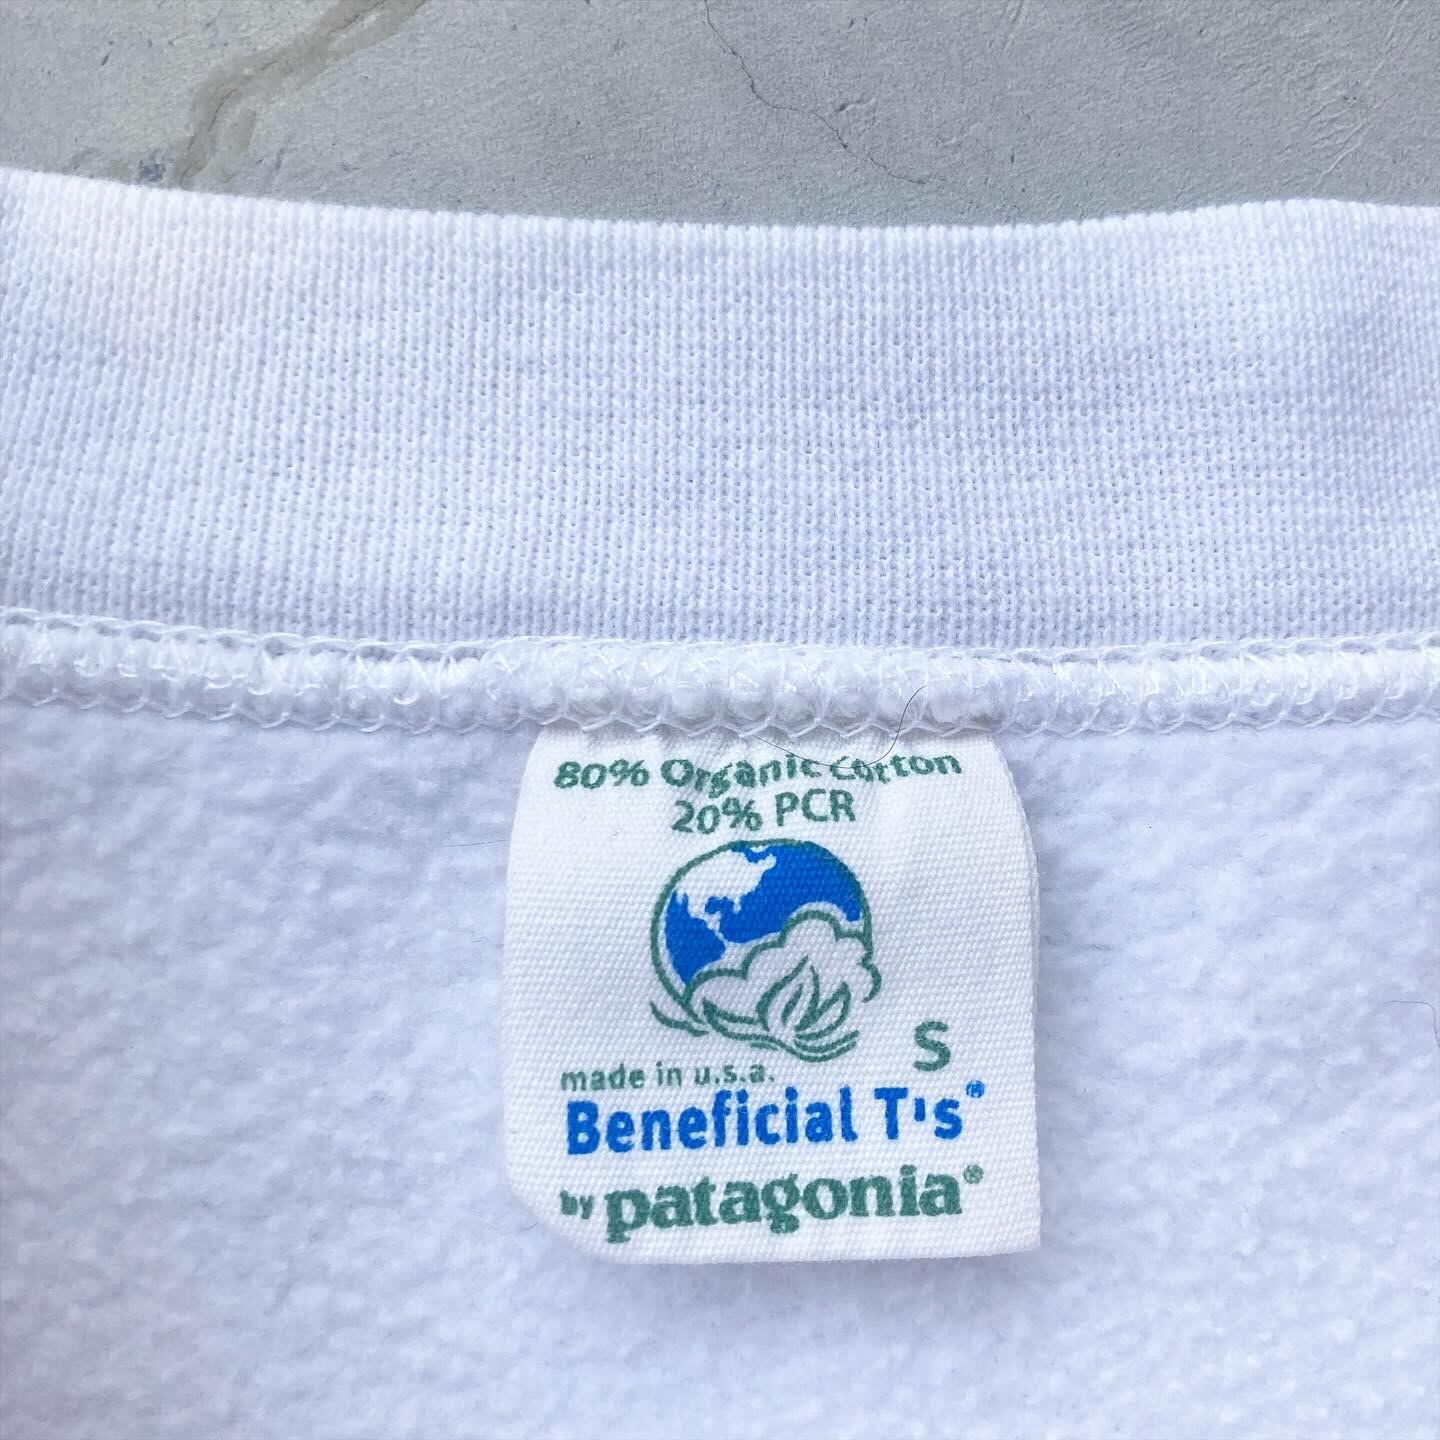 80% Organic Cotton
20% PCR
S
made in u.s.a.
Beneficial T's®
by patagonia®